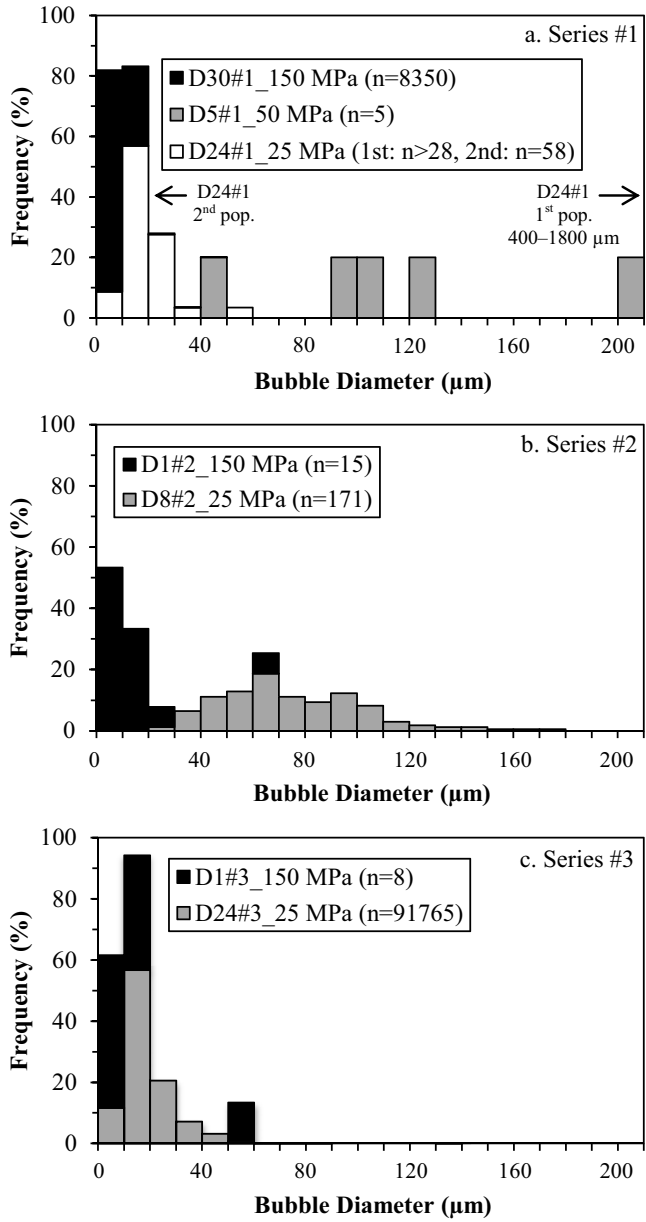 a. Series #1
100
80
60
40
20
0
Frequency (%)
D30#1_150 MPa (n=8350)
D5#1_50 MPa (n=5)
D24#1_25 MPa (1st: n>28, 2nd: n=58)
D24#1
2nd pop.
D24#1
1st pop.
400–1800 µm
0 40 80 120 160 200
Bubble Diameter (µm)
b. Series #2
100
80
60
40
20
0
Frequency (%)
D1#2_150 MPa (n=15)
D8#2_25 MPa (n=171)
0 40 80 120 160 200
Bubble Diameter (µm)
c. Series #3
100
80
60
40
20
0
Frequency (%)
D1#3_150 MPa (n=8)
D24#3_25 MPa (n=91765)
0 40 80 120 160 200
Bubble Diameter (µm)